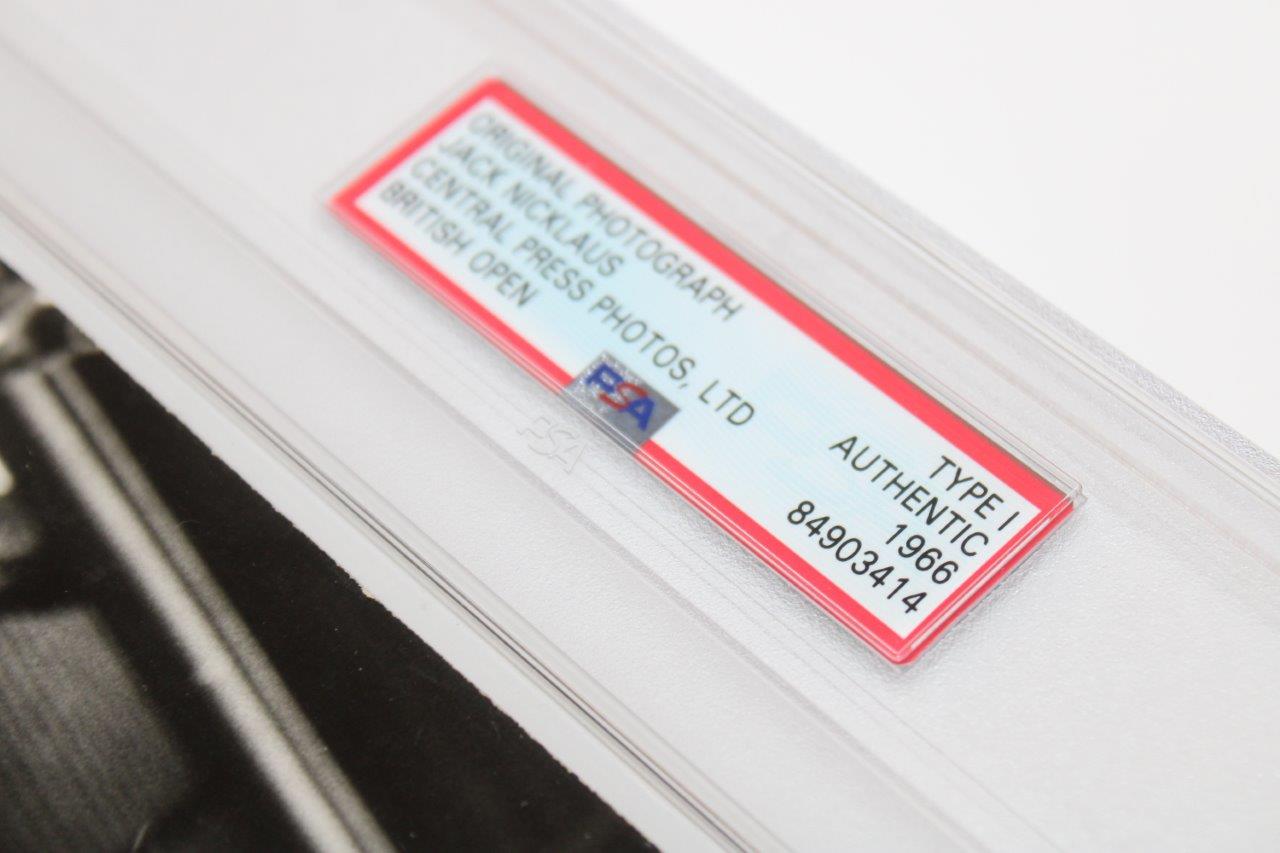 ORIGINAL PHOTOGRAPH
JACK NICKLAUS
CENTRAL PRESS PHOTOS, LTD
BRITISH OPEN
TYPE I
AUTHENTIC
1966
84903414
PSA
PSA